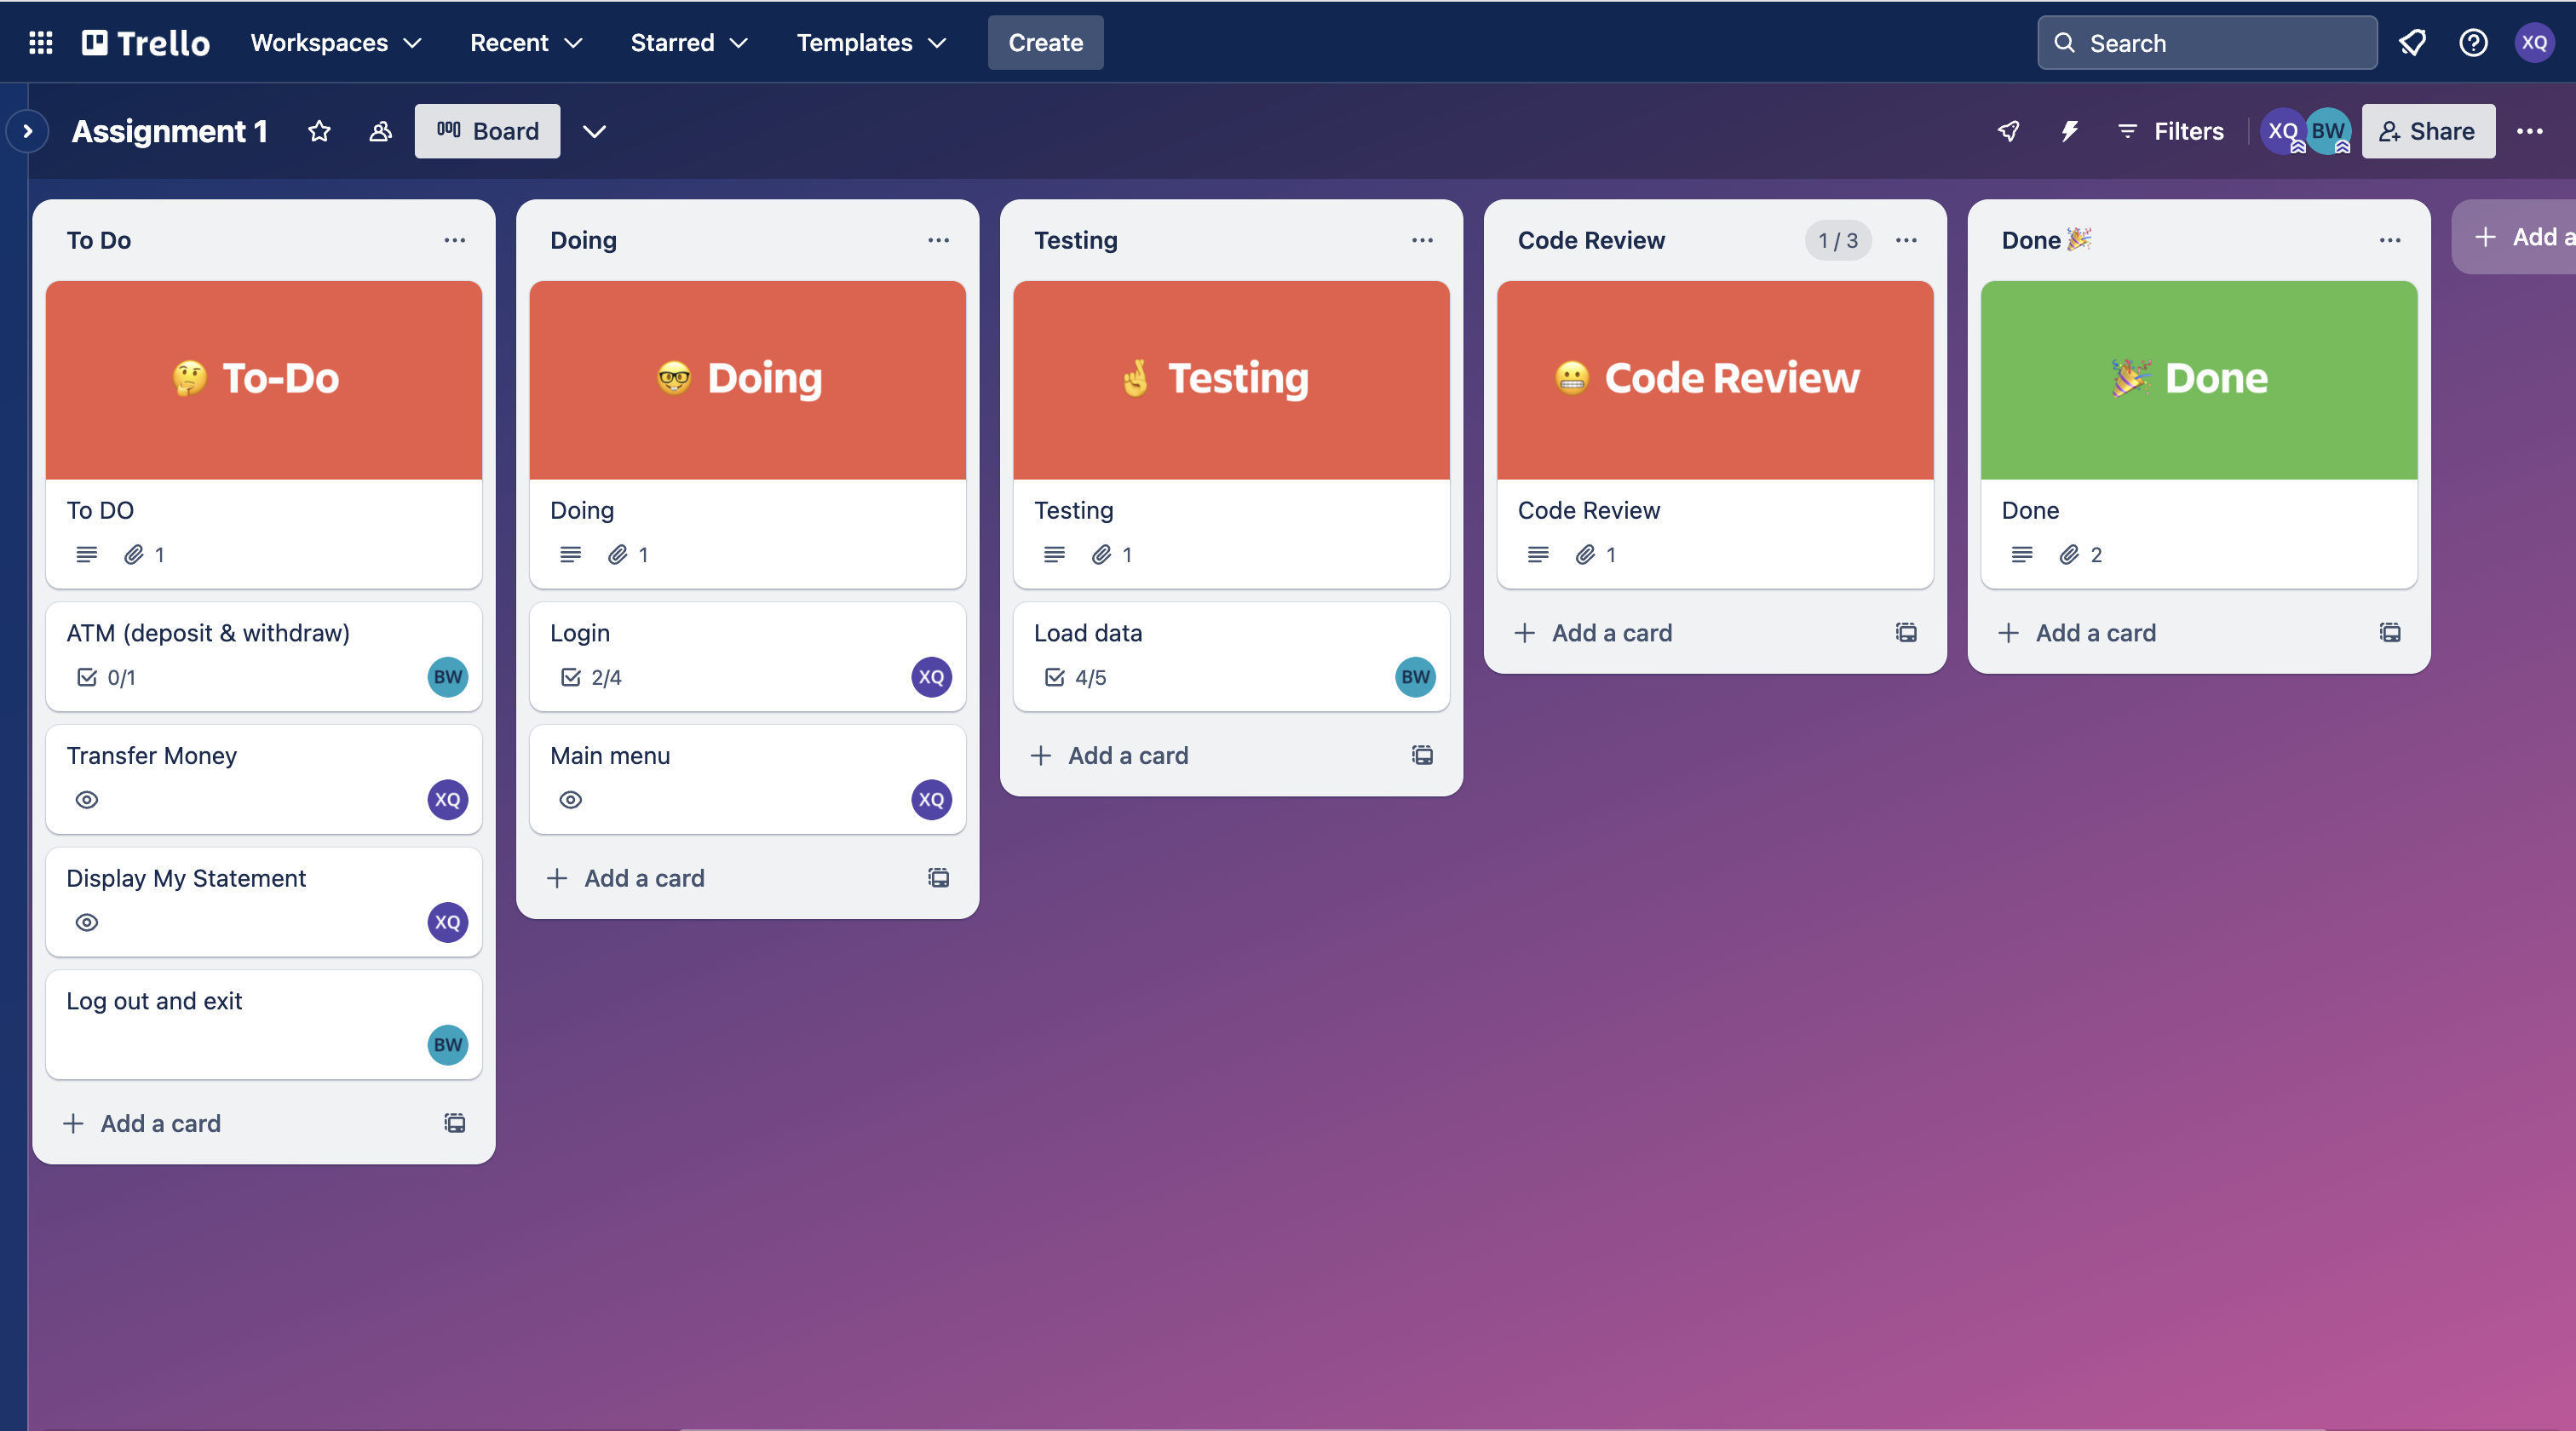 Trello Workspaces Recent Starred Templates Create Search XQ
Assignment 1 Board Filters XQ BW Share
To Do
🤔 To-Do
To DO
1
ATM (deposit & withdraw)
0/1 BW
Transfer Money
XQ
Display My Statement
XQ
Log out and exit
BW
+ Add a card
Doing
🤓 Doing
Doing
1
Login
2/4 XQ
Main menu
XQ
+ Add a card
Testing
🤞 Testing
Testing
1
Load data
4/5 BW
+ Add a card
Code Review 1 / 3
😬 Code Review
Code Review
1
+ Add a card
Done 🎉
🎉 Done
Done
2
+ Add a card
+ Add a